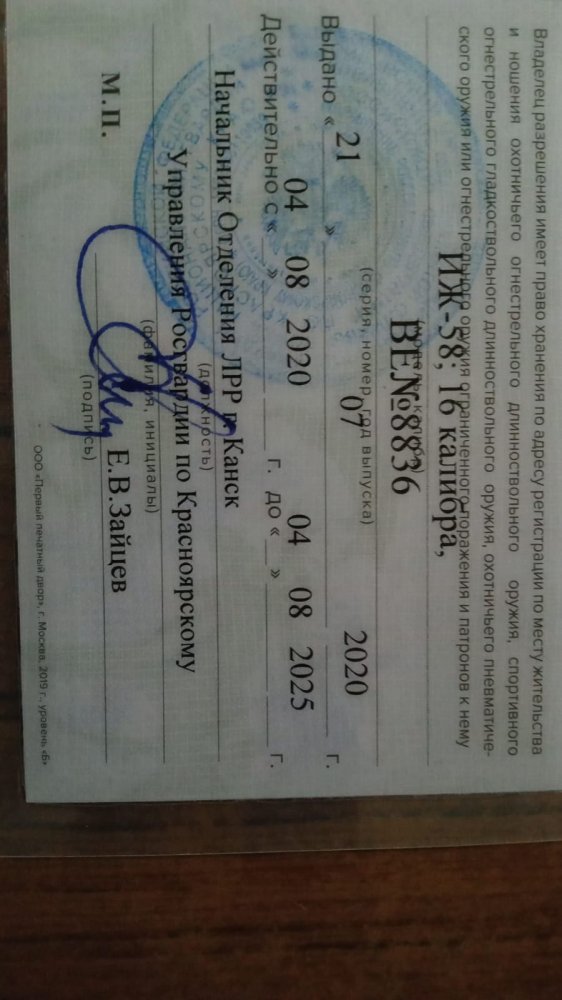 Владелец разрешения имеет право хранения по адресу регистрации по месту жительства
и ношения охотничьего огнестрельного длинноствольного оружия, спортивного
огнестрельного гладкоствольного длинноствольного оружия, охотничьего пневматиче-
ского оружия или огнестрельного оружия ограниченного поражения и патронов к нему
ИЖ-58; 16 калибра,
ВЕ№8836
(серия, номер, год выпуска)
Выдано « 21 » 07 2020 г.
Действительно с « 04 » 08 2020 г. до « 04 » 08 2025 г.
Начальник Отделения ЛРР г Канск
(должность)
Управления Росгвардии по Красноярскому
(фамилия, инициалы)
М.П. Е.В.Зайцев
(подпись)
ООО «Первый печатный двор», г. Москва, 2019 г., уровень «Б»